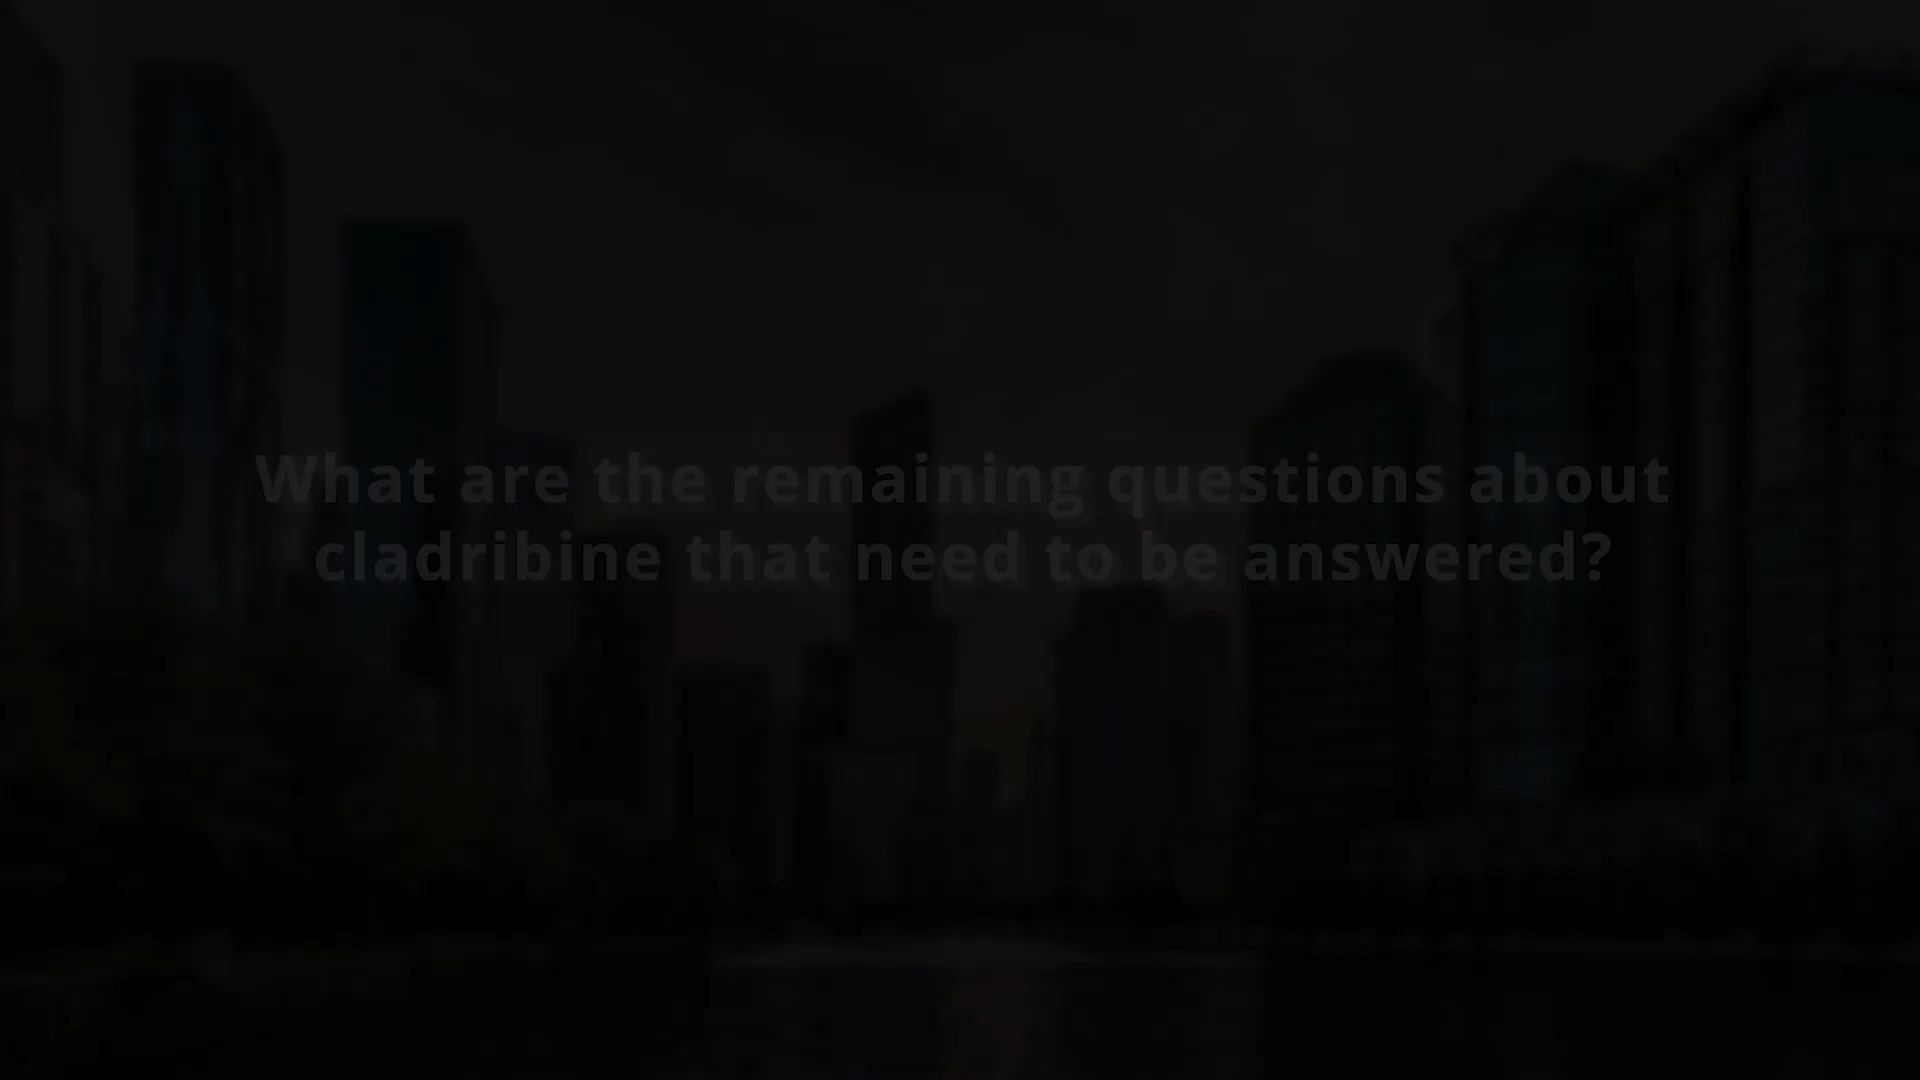 What are the remaining questions about
cladribine that need to be answered?